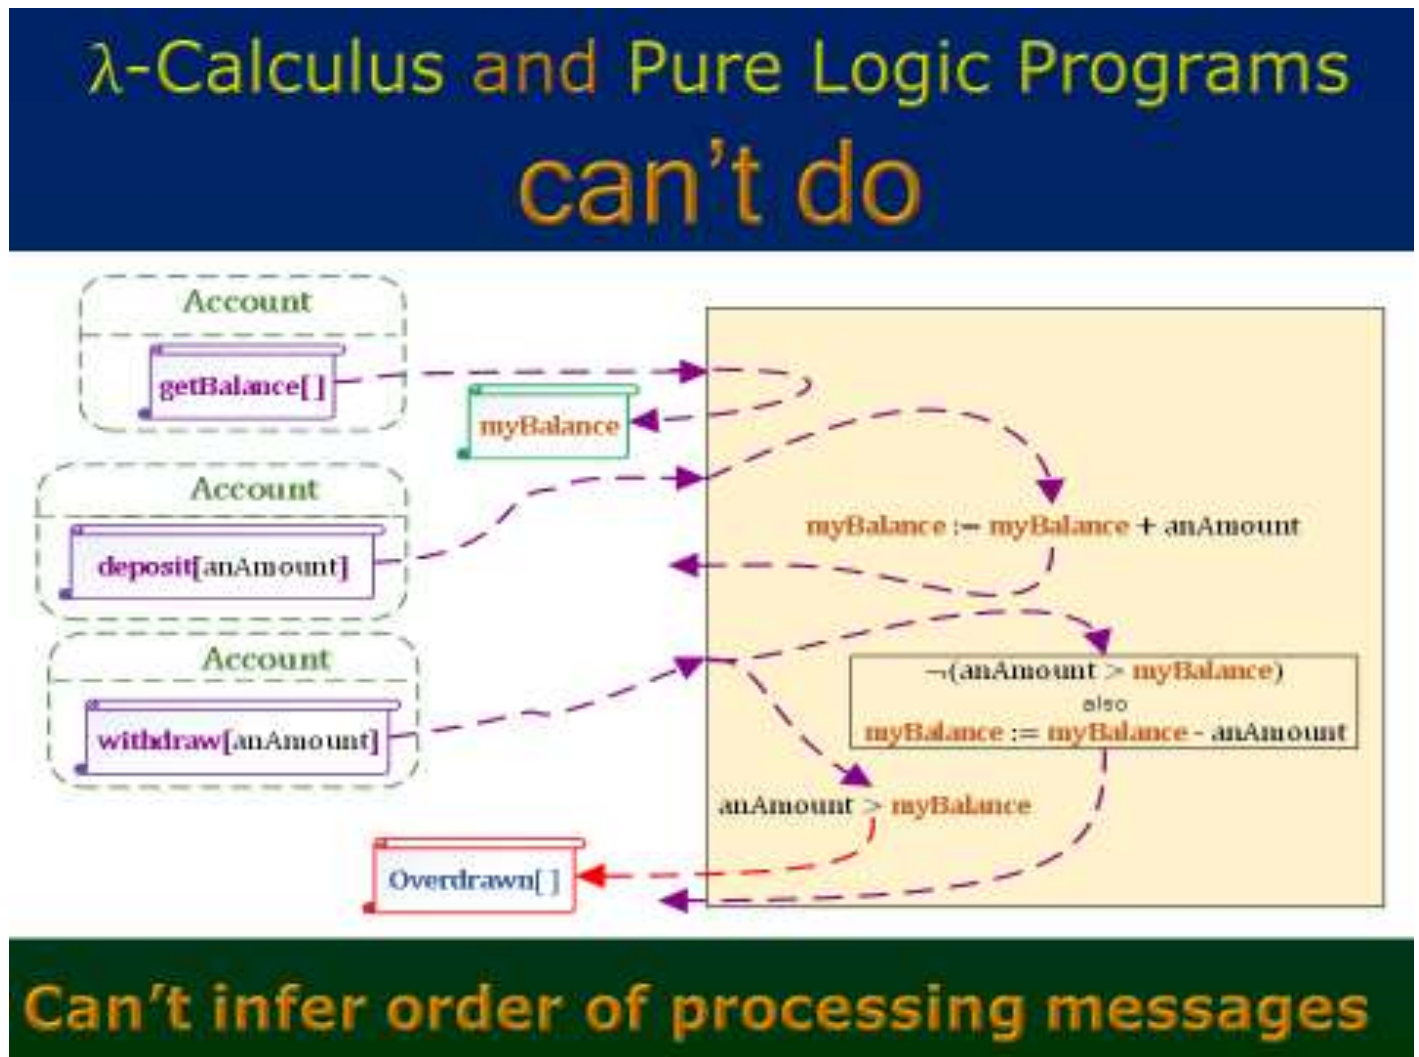 λ-Calculus and Pure Logic Programs
can't do
Account
getBalance[]
myBalance
Account
deposit[anAmount]
myBalance := myBalance + anAmount
Account
withdraw[anAmount]
¬(anAmount > myBalance)
also
myBalance := myBalance - anAmount
anAmount > myBalance
Overdrawn[]
Can't infer order of processing messages